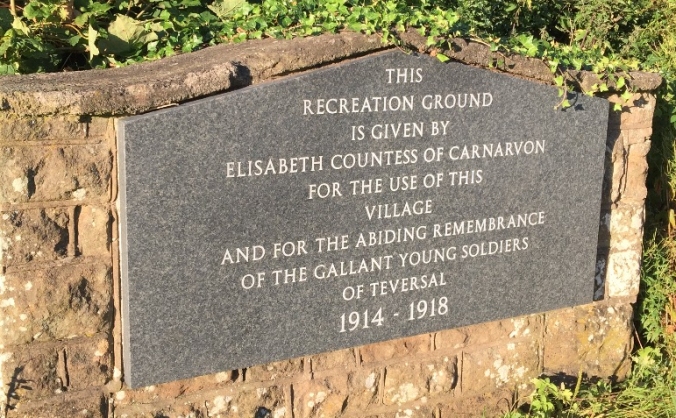 THIS
RECREATION GROUND
IS GIVEN BY
ELISABETH COUNTESS OF CARNARVON
FOR THE USE OF THIS
VILLAGE
AND FOR THE ABIDING REMEMBRANCE
OF THE GALLANT YOUNG SOLDIERS
OF TEVERSAL
1914 - 1918